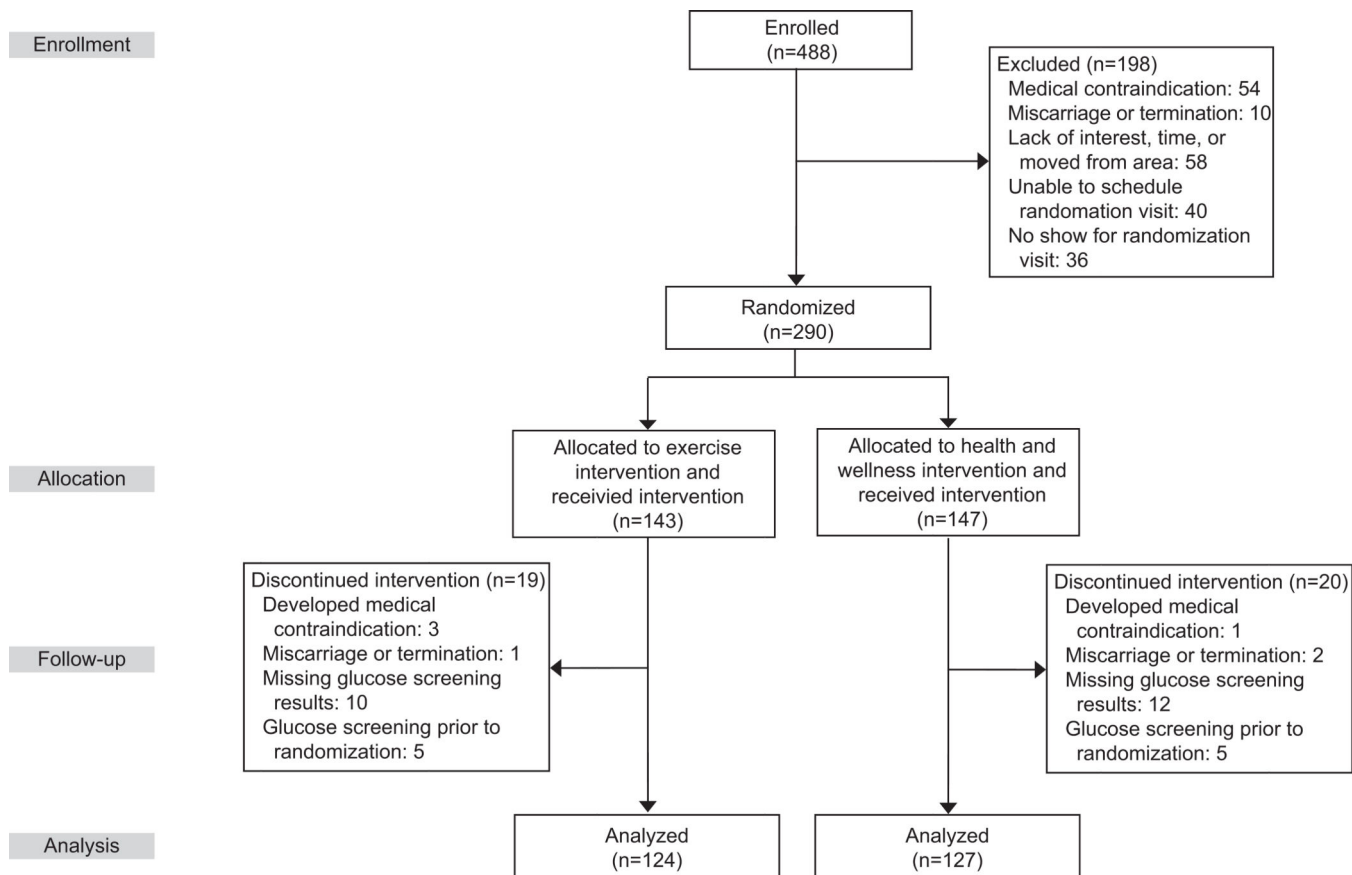 Enrollment
Enrolled
(n=488)
Excluded (n=198)
Medical contraindication: 54
Miscarriage or termination: 10
Lack of interest, time, or
moved from area: 58
Unable to schedule
randomation visit: 40
No show for randomization
visit: 36
Randomized
(n=290)
Allocation
Allocated to exercise
intervention and
receivied intervention
(n=143)
Allocated to health and
wellness intervention and
received intervention
(n=147)
Follow-up
Discontinued intervention (n=19)
Developed medical
contraindication: 3
Miscarriage or termination: 1
Missing glucose screening
results: 10
Glucose screening prior to
randomization: 5
Discontinued intervention (n=20)
Developed medical
contraindication: 1
Miscarriage or termination: 2
Missing glucose screening
results: 12
Glucose screening prior to
randomization: 5
Analysis
Analyzed
(n=124)
Analyzed
(n=127)